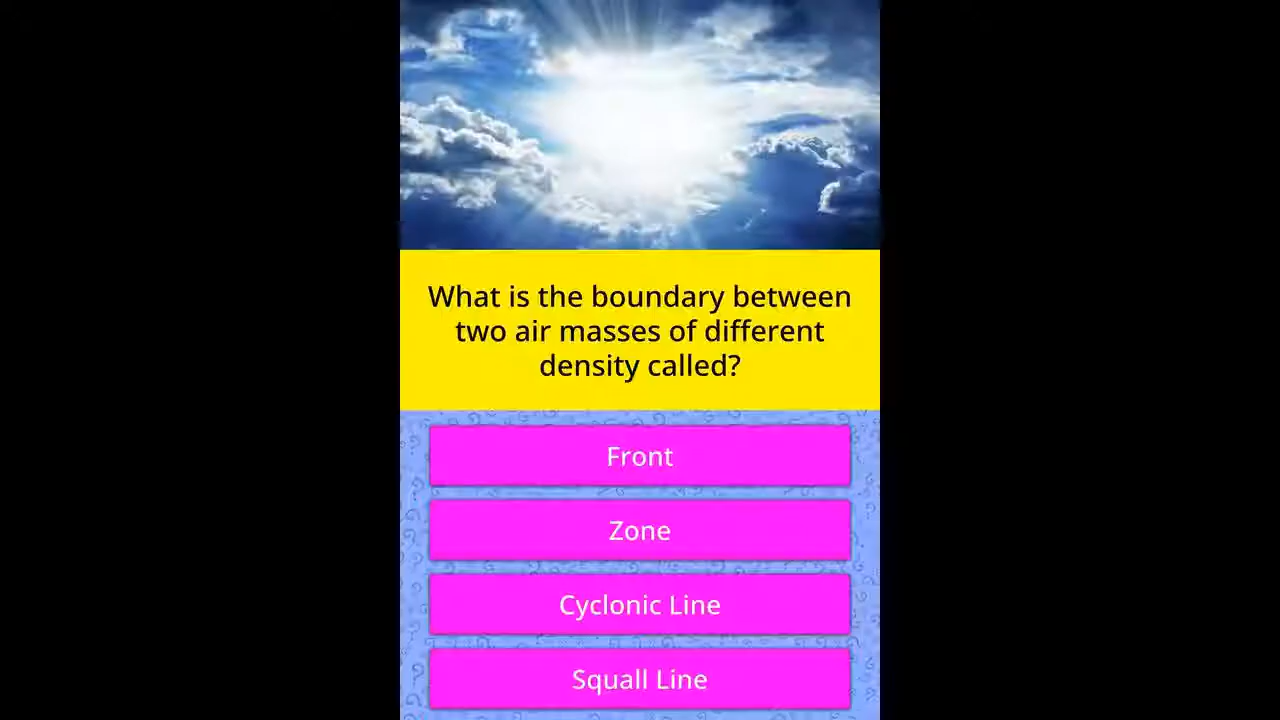 What is the boundary between
two air masses of different
density called?
Front
Zone
Cyclonic Line
Squall Line